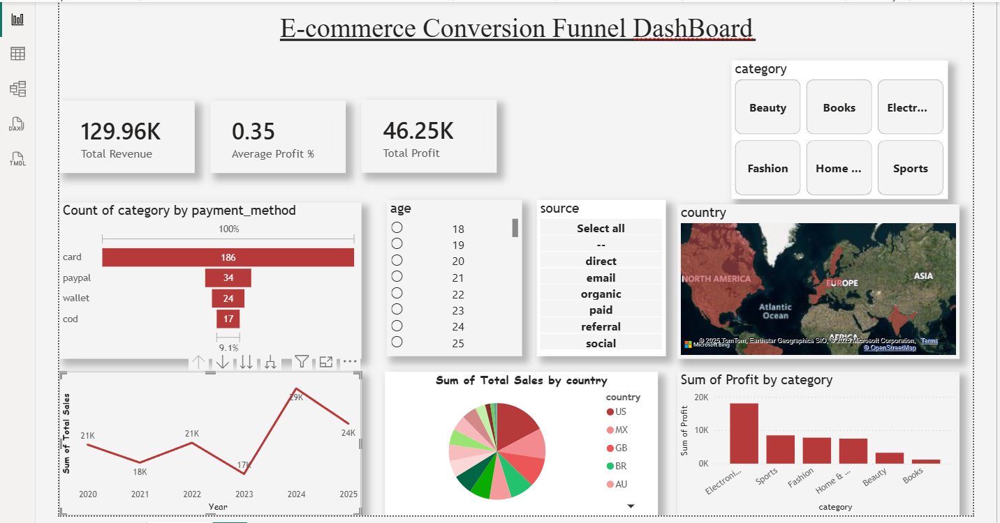 E-commerce Conversion Funnel DashBoard
DAX
TMDL
category
Beauty
Books
Electr...
Fashion
Home ...
Sports
129.96K
Total Revenue
0.35
Average Profit %
46.25K
Total Profit
Count of category by payment_method
100%
card
186
paypal
34
wallet
24
cod
17
9.1%
age
18
19
20
21
22
23
24
25
source
Select all
--
direct
email
organic
paid
referral
social
country
NORTH AMERICA
EUROPE
ASIA
Atlantic
Ocean
AFRICA
Microsoft Bing
© 2025 TomTom, Earthstar Geographics SIO, © 2025 Microsoft Corporation, Terms
© OpenStreetMap
Sum of Total Sales
21K
18K
21K
17K
29K
24K
2020
2021
2022
2023
2024
2025
Year
Sum of Total Sales by country
country
US
MX
GB
BR
AU
Sum of Profit by category
Sum of Profit
20K
10K
0K
Electroni...
Sports
Fashion
Home & ...
Beauty
Books
category